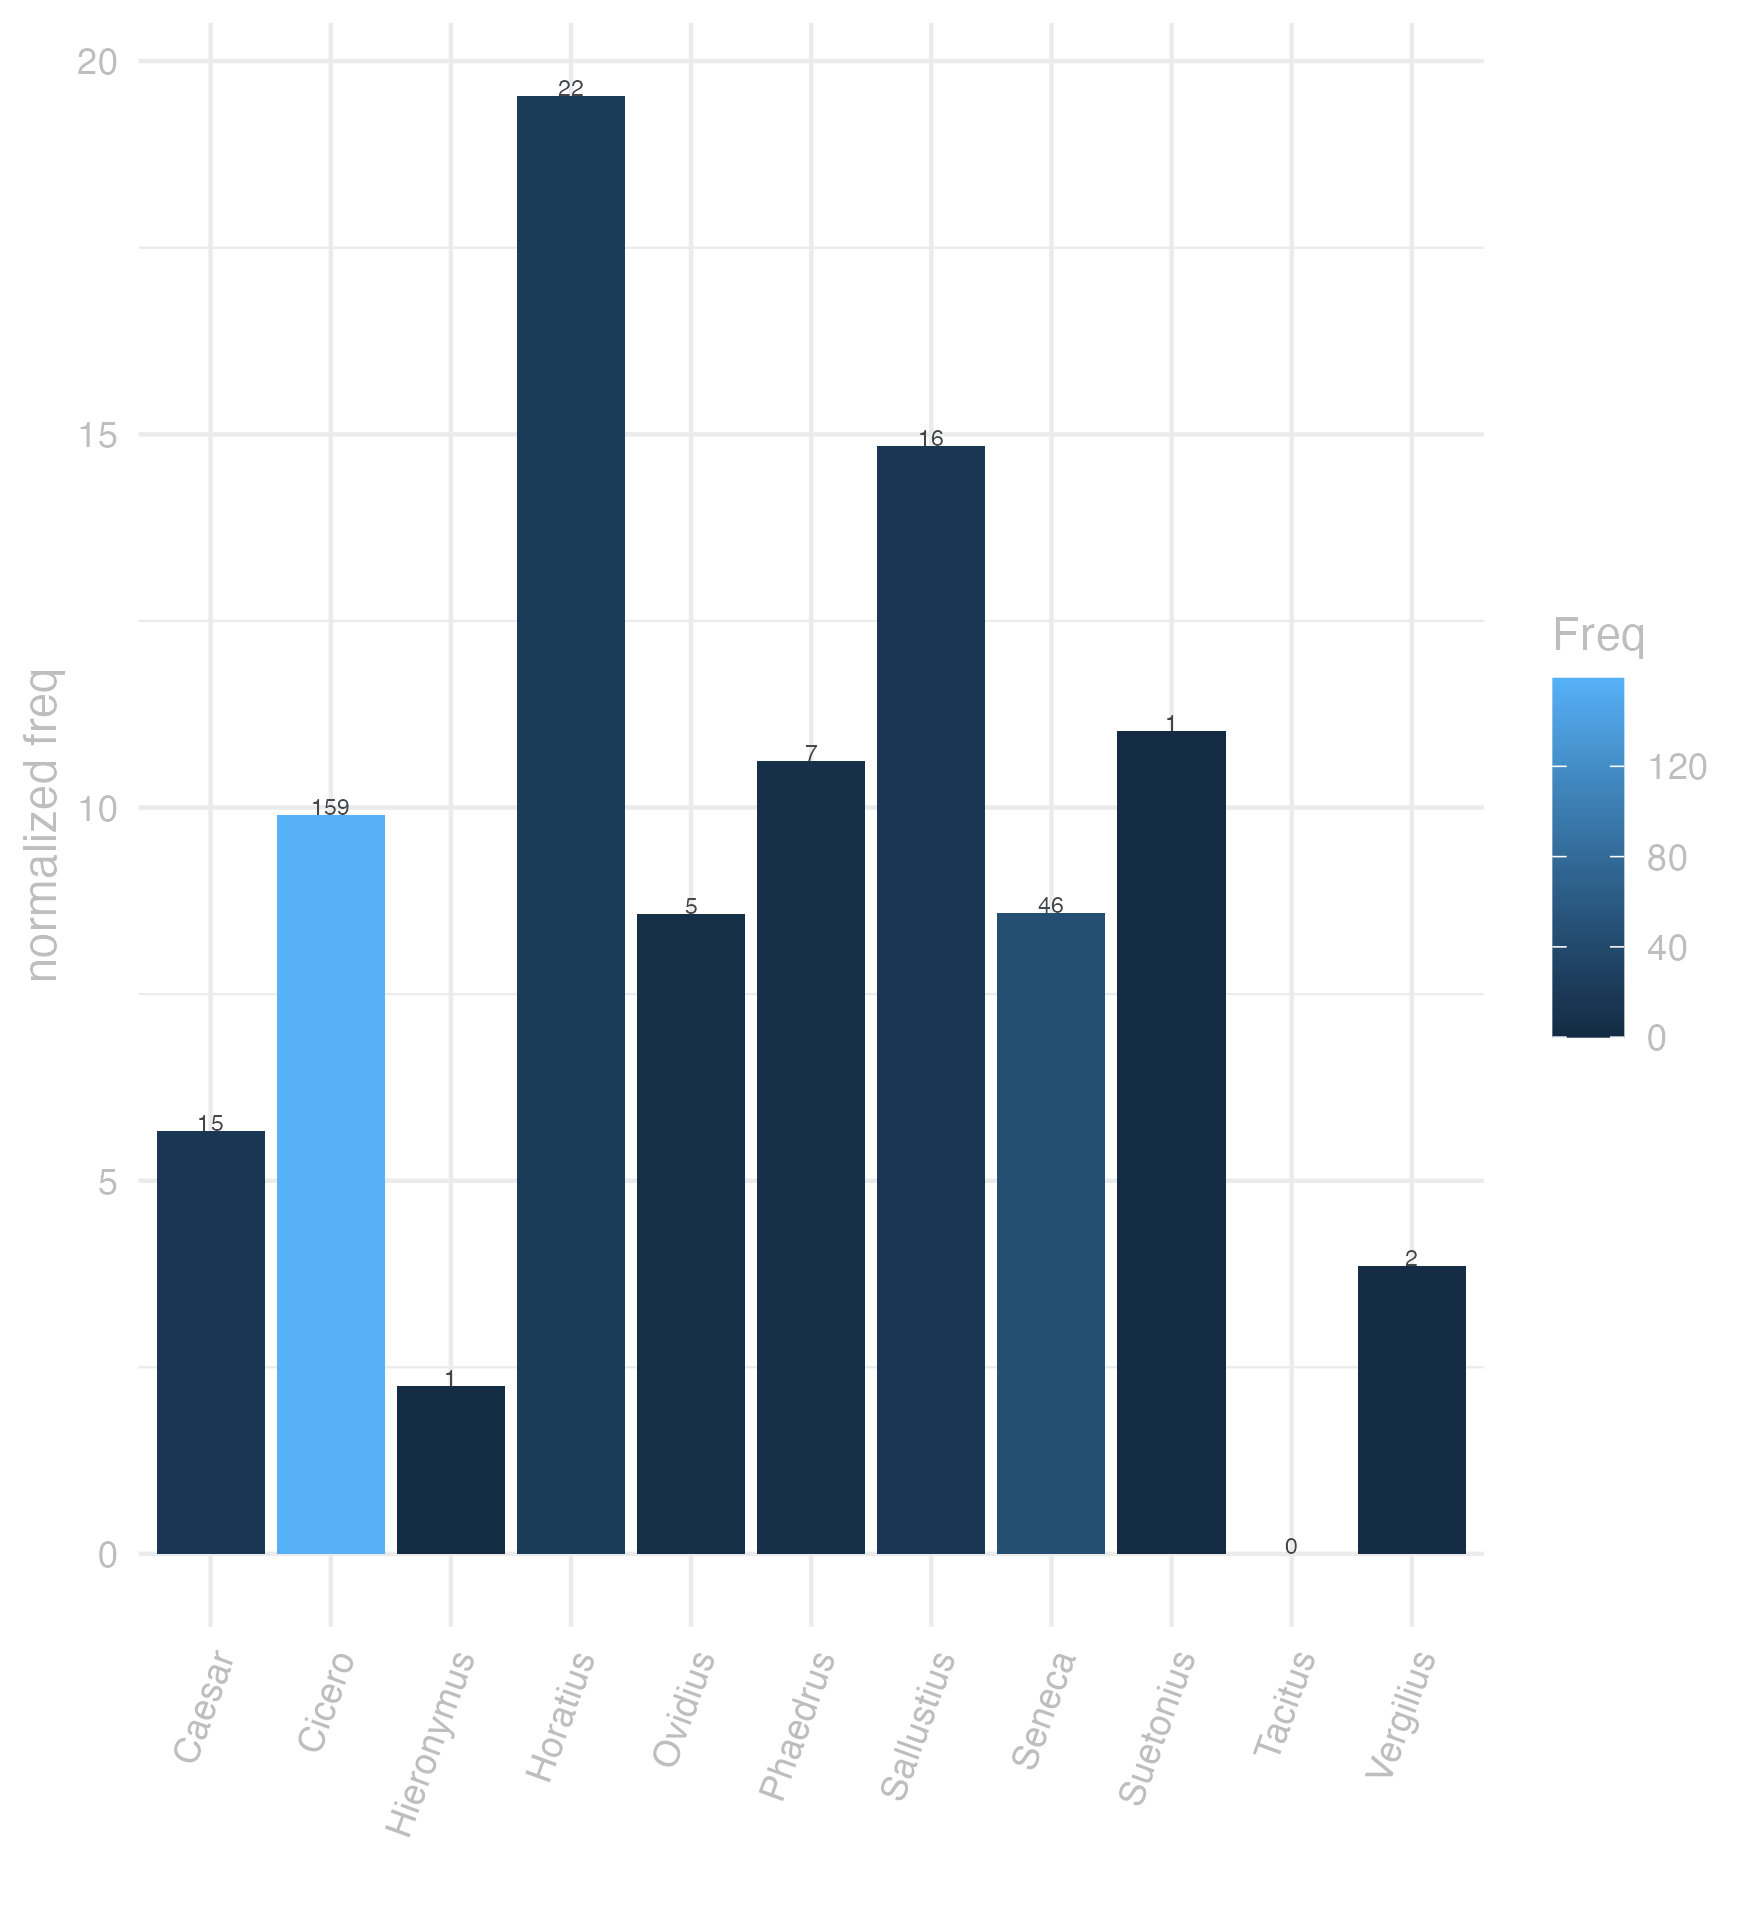 20
15
10
5
0
normalized freq
22
16
1
7
159
5
46
15
2
1
0
Caesar
Cicero
Hieronymus
Horatius
Ovidius
Phaedrus
Sallustius
Seneca
Suetonius
Tacitus
Vergilius
Freq
120
80
40
0